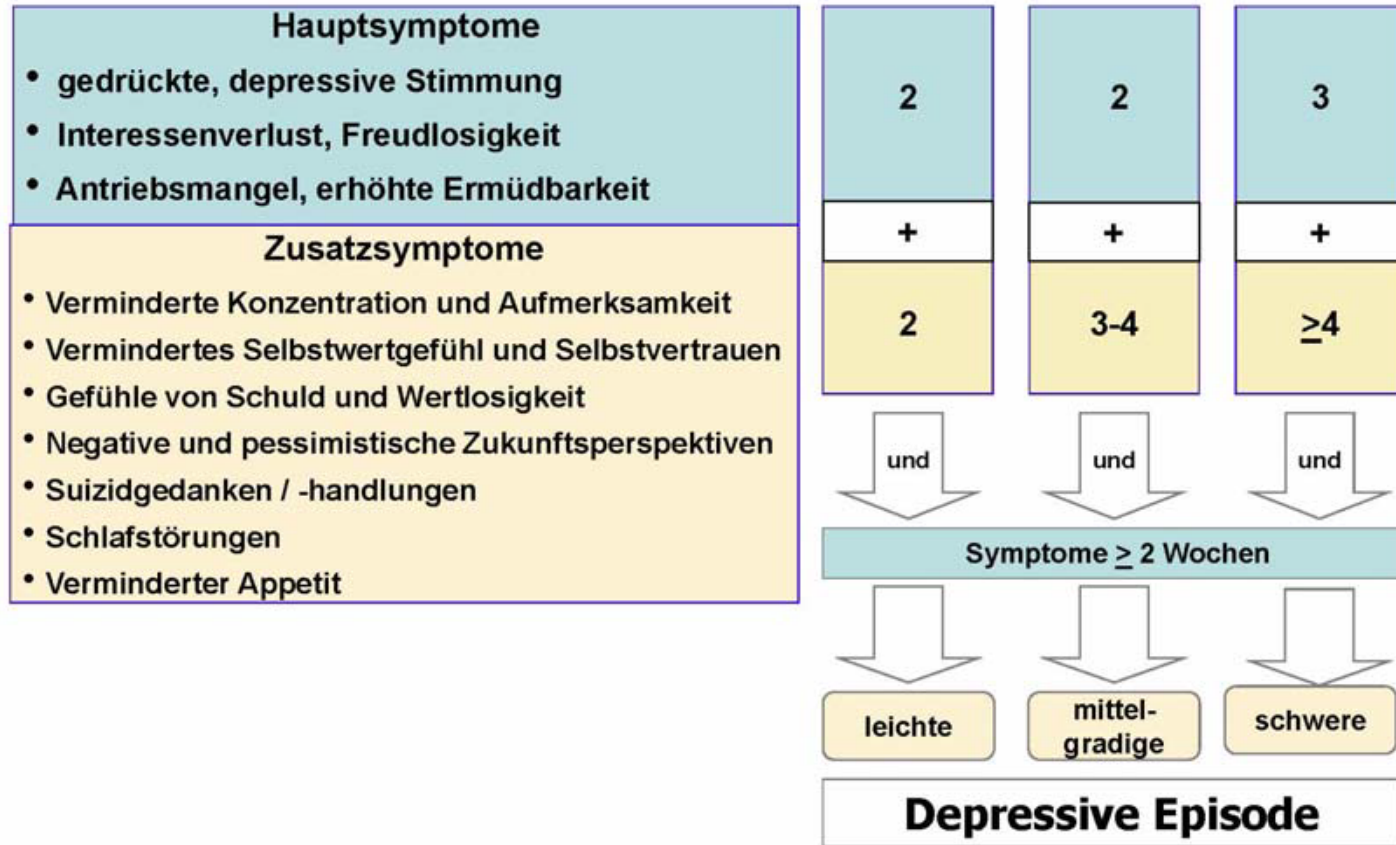 Hauptsymptome
• gedrückte, depressive Stimmung
• Interessenverlust, Freudlosigkeit
• Antriebsmangel, erhöhte Ermüdbarkeit
Zusatzsymptome
• Verminderte Konzentration und Aufmerksamkeit
• Vermindertes Selbstwertgefühl und Selbstvertrauen
• Gefühle von Schuld und Wertlosigkeit
• Negative und pessimistische Zukunftsperspektiven
• Suizidgedanken / -handlungen
• Schlafstörungen
• Verminderter Appetit
2 2 3
+ + +
2 3-4 ≥4
und und und
Symptome ≥ 2 Wochen
leichte mittel- schwere
gradige
Depressive Episode